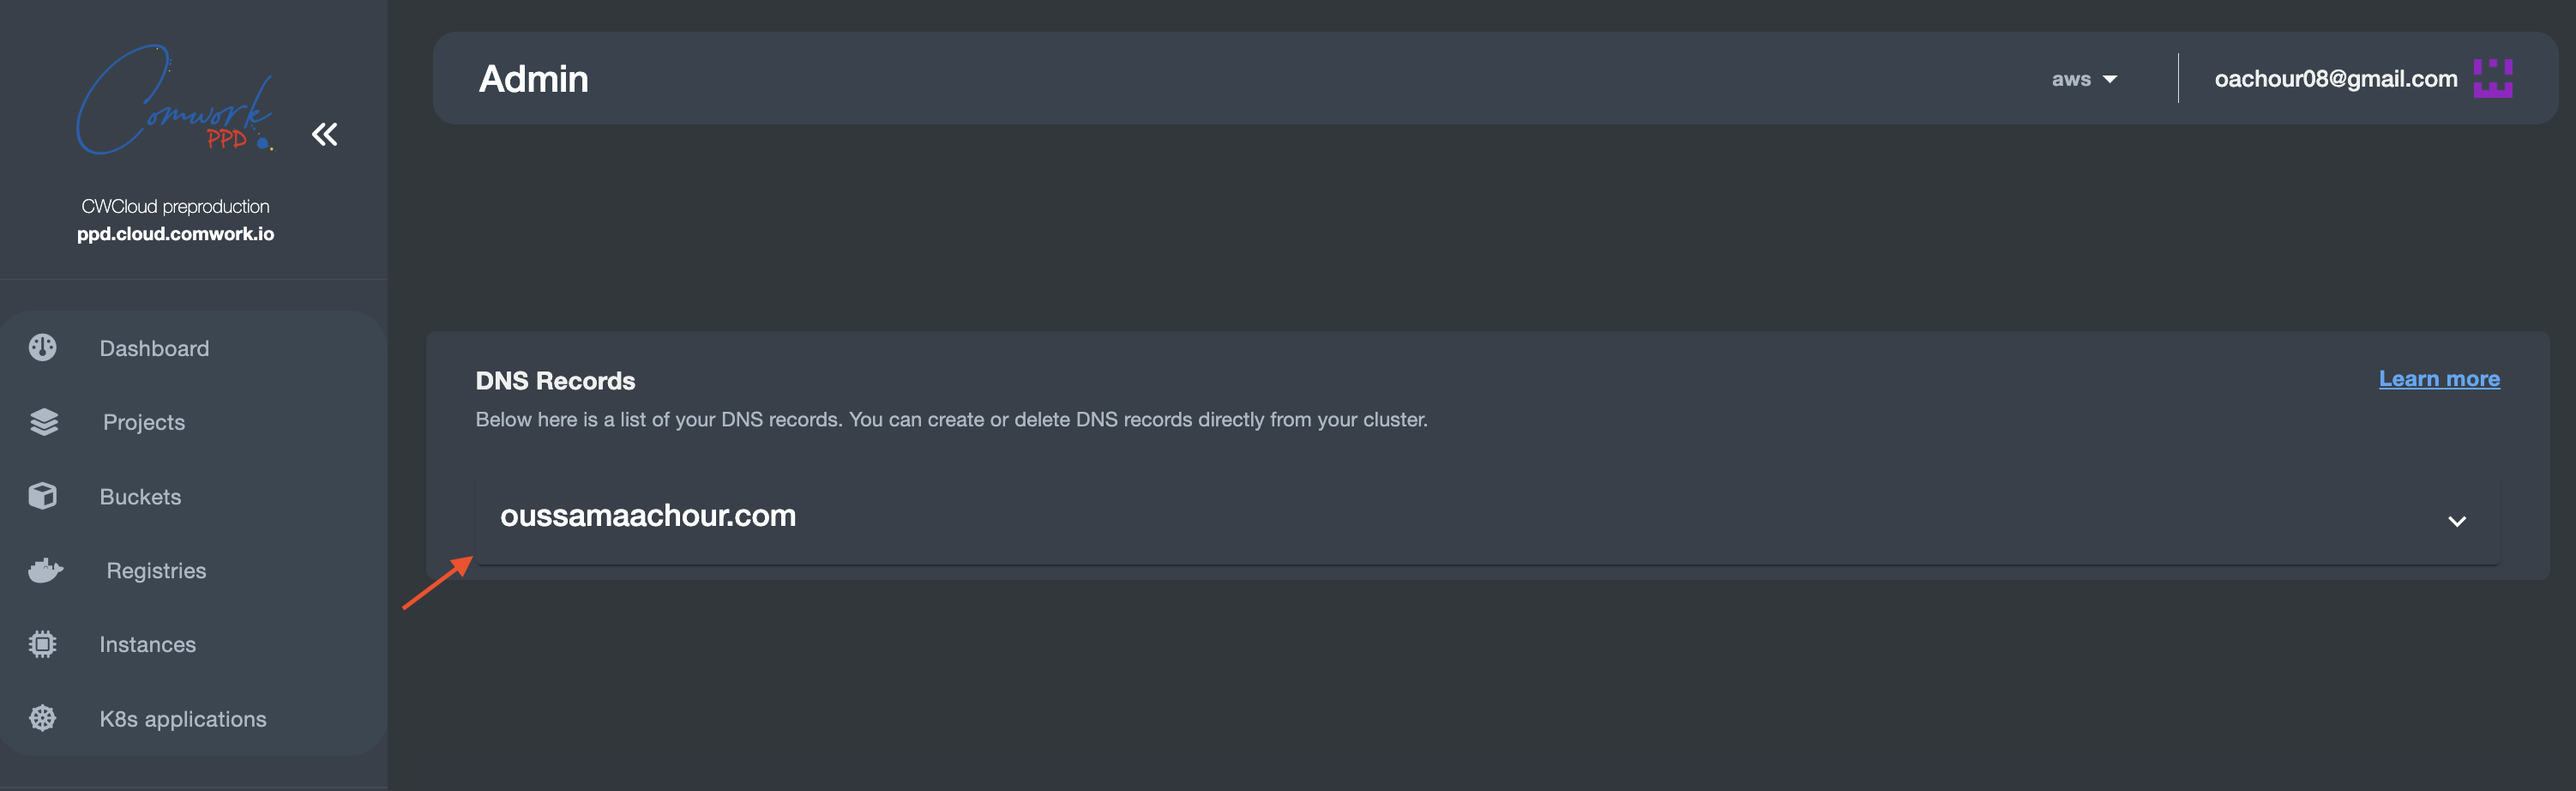 Comwork
PPD
CWCloud preproduction
ppd.cloud.comwork.io
Dashboard
Projects
Buckets
Registries
Instances
K8s applications
Admin
aws
oachour08@gmail.com
DNS Records
Learn more
Below here is a list of your DNS records. You can create or delete DNS records directly from your cluster.
oussamaachour.com